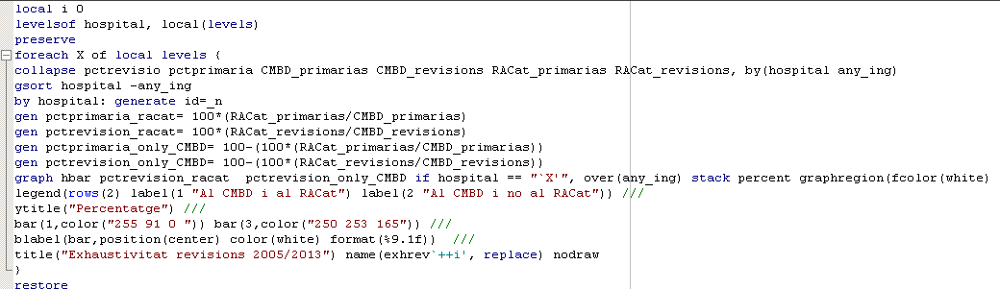 local i 0
levelsof hospital, local(levels)
preserve
foreach X of local levels {
collapse pctrevisio pctprimaria CMBD_primarias CMBD_revisions RACat_primarias RACat_revisions, by(hospital any_ing)
gsort hospital -any_ing
by hospital: generate id=_n
gen pctprimaria_racat= 100*(RACat_primarias/CMBD_primarias)
gen pctrevision_racat= 100*(RACat_revisions/CMBD_revisions)
gen pctprimaria_only_CMBD= 100-(100*(RACat_primarias/CMBD_primarias))
gen pctrevision_only_CMBD= 100-(100*(RACat_revisions/CMBD_revisions))
graph hbar pctrevision_racat  pctrevision_only_CMBD if hospital == "`X'", over(any_ing) stack percent graphregion(fcolor(white)
legend(rows(2) label(1 "Al CMBD i al RACat") label(2 "Al CMBD i no al RACat")) ///
ytitle("Percentatge") ///
bar(1,color("255 91 0 ")) bar(3,color("250 253 165")) ///
blabel(bar,position(center) color(white) format(%9.1f))  ///
title("Exhaustivitat revisions 2005/2013") name(exhrev`++i', replace) nodraw
}
restore